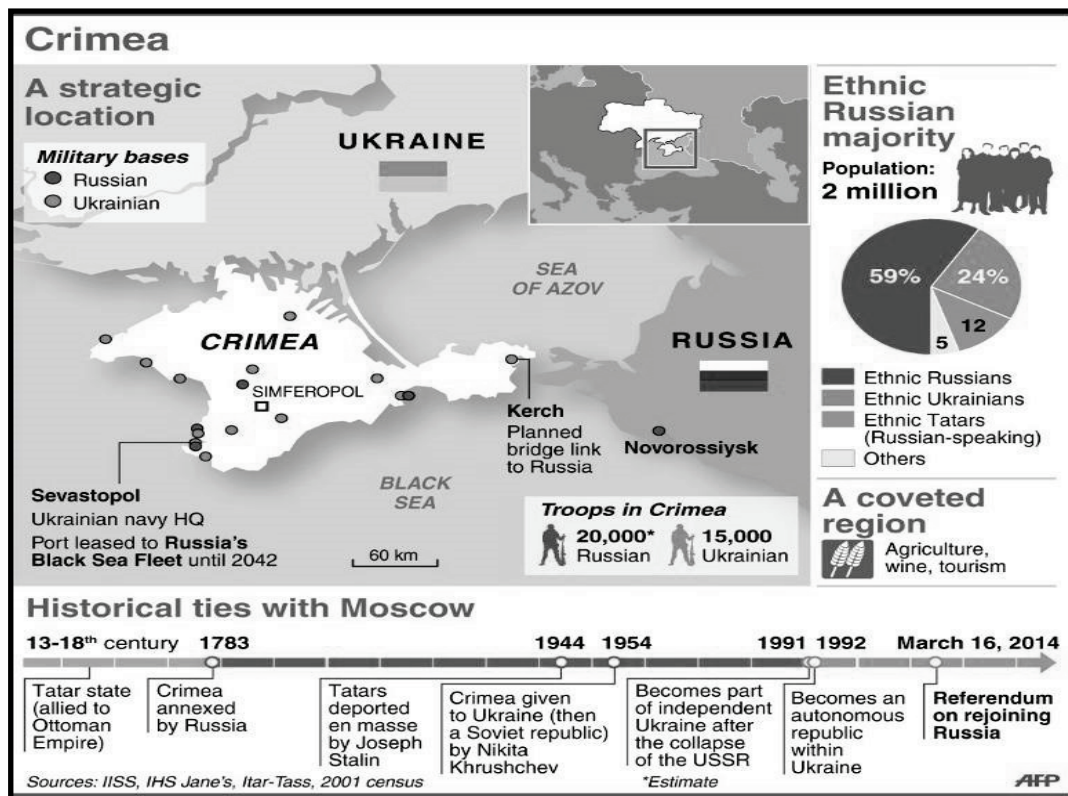 Crimea
A strategic
location
Military bases
Russian
Ukrainian
UKRAINE
SEA
OF AZOV
CRIMEA
SIMFEROPOL
RUSSIA
Kerch
Planned
bridge link
to Russia
Novorossiysk
Sevastopol
Ukrainian navy HQ
Port leased to Russia's
Black Sea Fleet until 2042
BLACK
SEA
60 km
Troops in Crimea
20,000*
Russian
15,000
Ukrainian
Ethnic
Russian
majority
Population:
2 million
59%
24%
12
5
Ethnic Russians
Ethnic Ukrainians
Ethnic Tatars
(Russian-speaking)
Others
A coveted
region
Agriculture,
wine, tourism
Historical ties with Moscow
13-18th century
1783
1944
1954
1991
1992
March 16, 2014
Tatar state
(allied to
Ottoman
Empire)
Crimea
annexed
by Russia
Tatars
deported
en masse
by Joseph
Stalin
Crimea given
to Ukraine (then
a Soviet republic)
by Nikita
Khrushchev
Becomes part
of independent
Ukraine after
the collapse
of the USSR
Becomes an
autonomous
republic
within
Ukraine
Referendum
on rejoining
Russia
Sources: IISS, IHS Jane's, Itar-Tass, 2001 census
*Estimate
AFP